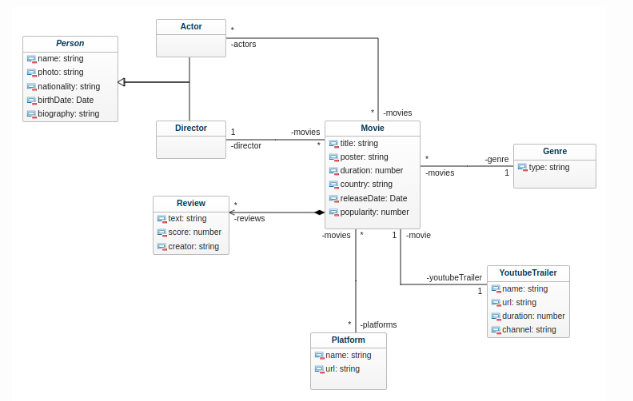 Actor
*
-actors
Person
name: string
photo: string
nationality: string
birthDate: Date
biography: string
* -movies
Director
1
-director
-movies
*
Movie
title: string
poster: string
duration: number
country: string
releaseDate: Date
popularity: number
*
-movies
-genre
1
Genre
type: string
Review
text: string
score: number
creator: string
*
-reviews
-movies *
1 -movie
-youtubeTrailer
1
YoutubeTrailer
name: string
url: string
duration: number
channel: string
* -platforms
Platform
name: string
url: string